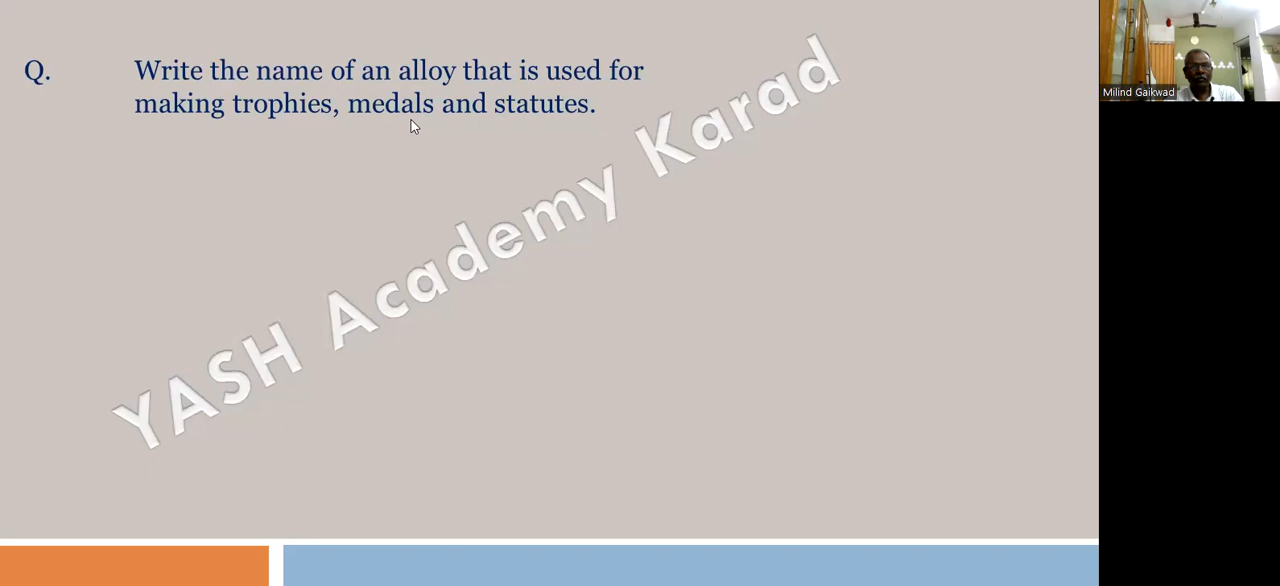 Q. Write the name of an alloy that is used for
making trophies, medals and statutes.
YASH Academy Karad
Milind Gaikwad